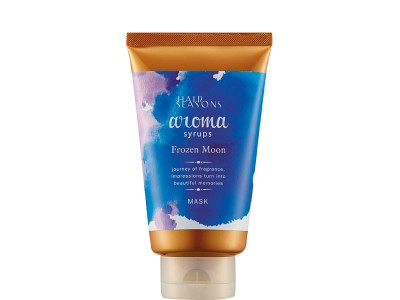 HAIR
SEASONS
aroma
syrups
Frozen Moon
journey of fragrance,
impressions turn into
beautiful memories
MASK